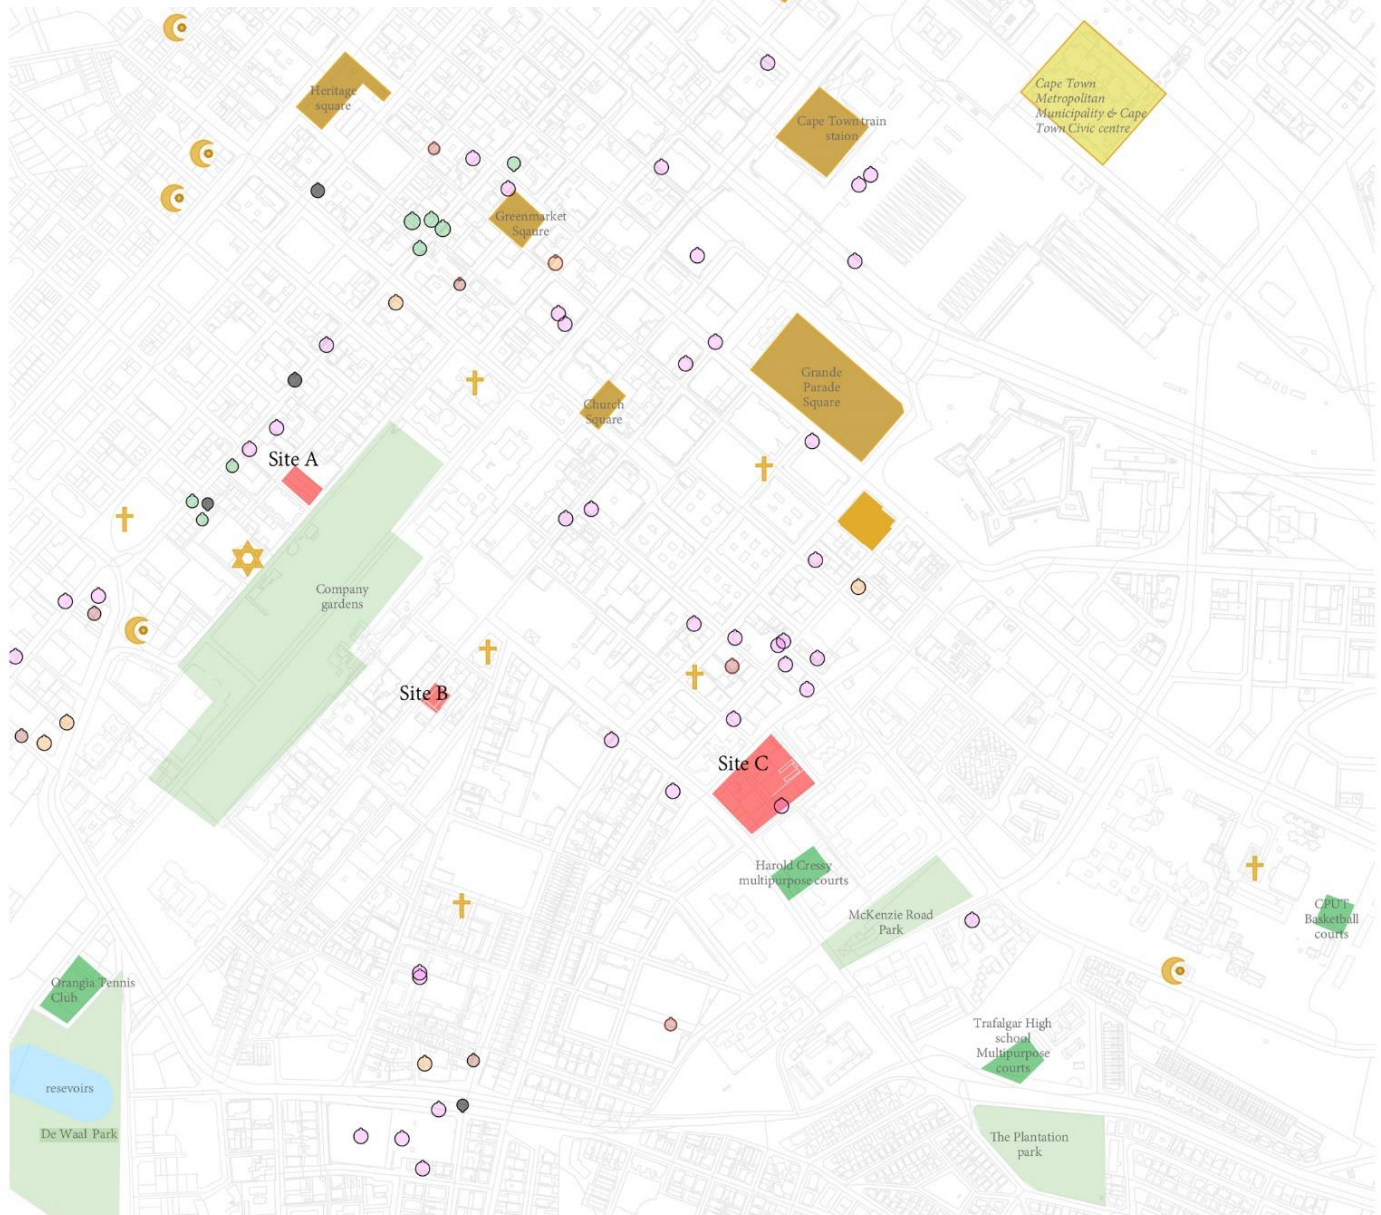 Cape Town
Metropolitan
Municipality & Cape
Town Civic centre
Heritage
square
Cape Town train
staion
Greenmarket
Sqaure
Grande
Parade
Square
Church
Square
Site A
Company
gardens
Site B
Site C
Harold Cressy
multipurpose courts
McKenzie Road
Park
CPUT
Basketball
courts
Orangia Tennis
Club
Trafalgar High
school
Multipurpose
courts
resevoirs
De Waal Park
The Plantation
park